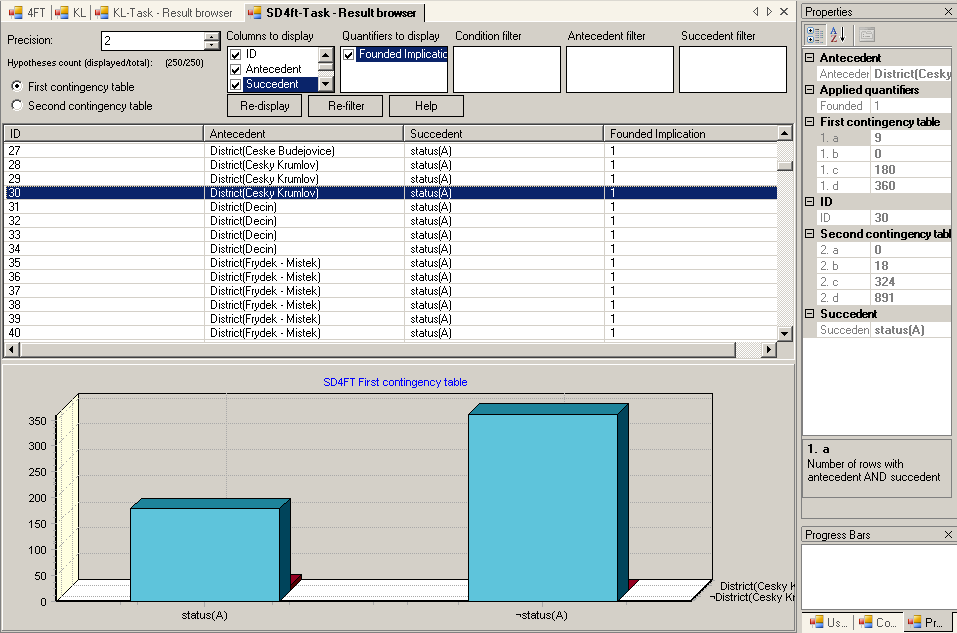 4FT KL KL-Task - Result browser SD4ft-Task - Result browser
Precision: 2
Hypotheses count (displayed/total): (250/250)
First contingency table
Second contingency table
Columns to display
ID
Antecedent
Succedent
Quantifiers to display
Founded Implicatic
Condition filter
Antecedent filter
Succedent filter
Re-display Re-filter Help
ID Antecedent Succedent Founded Implication
27 District(Ceske Budejovice) status(A) 1
28 District(Cesky Krumlov) status(A) 1
29 District(Cesky Krumlov) status(A) 1
30 District(Cesky Krumlov) status(A) 1
31 District(Decin) status(A) 1
32 District(Decin) status(A) 1
33 District(Decin) status(A) 1
34 District(Decin) status(A) 1
35 District(Frydek - Mistek) status(A) 1
36 District(Frydek - Mistek) status(A) 1
37 District(Frydek - Mistek) status(A) 1
38 District(Frydek - Mistek) status(A) 1
39 District(Frydek - Mistek) status(A) 1
40 District(Frydek - Mistek) status(A) 1
SD4FT First contingency table
350
300
250
200
150
100
50
0
status(A) ¬status(A)
District(Cesky K
¬District(Cesky Kr
Properties
Antecedent
Anteceder District(Cesky
Applied quantifiers
Founded 1
First contingency table
1. a 9
1. b 0
1. c 180
1. d 360
ID
ID 30
Second contingency tabl
2. a 0
2. b 18
2. c 324
2. d 891
Succedent
Succeden status(A)
1. a
Number of rows with
antecedent AND succedent
Progress Bars
Us... Co... Pr...